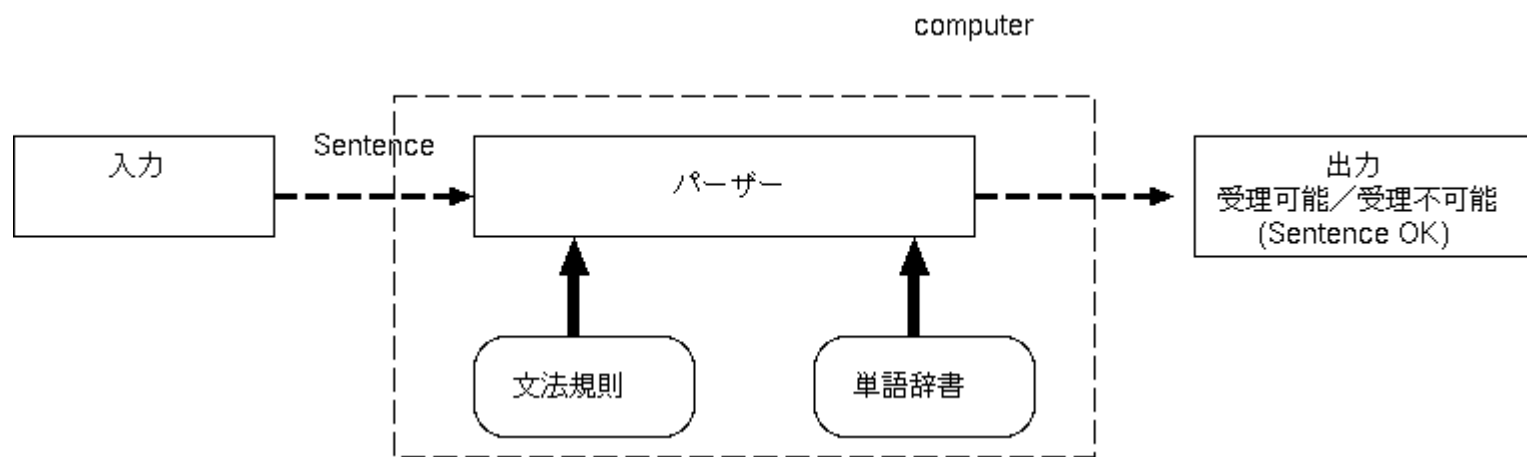 computer
入力
Sentence
パーザー
出力
受理可能／受理不可能
(Sentence OK)
文法規則
単語辞書